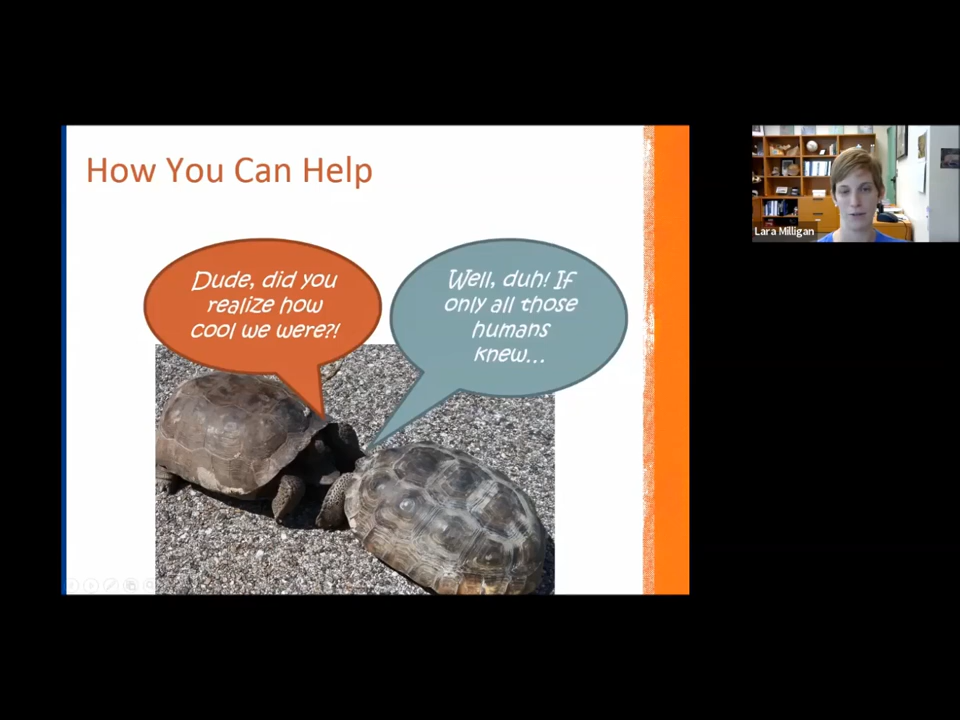 How You Can Help
Dude, did you
realize how
cool we were?!
Well, duh! If
only all those
humans
knew...
Lara Milligan